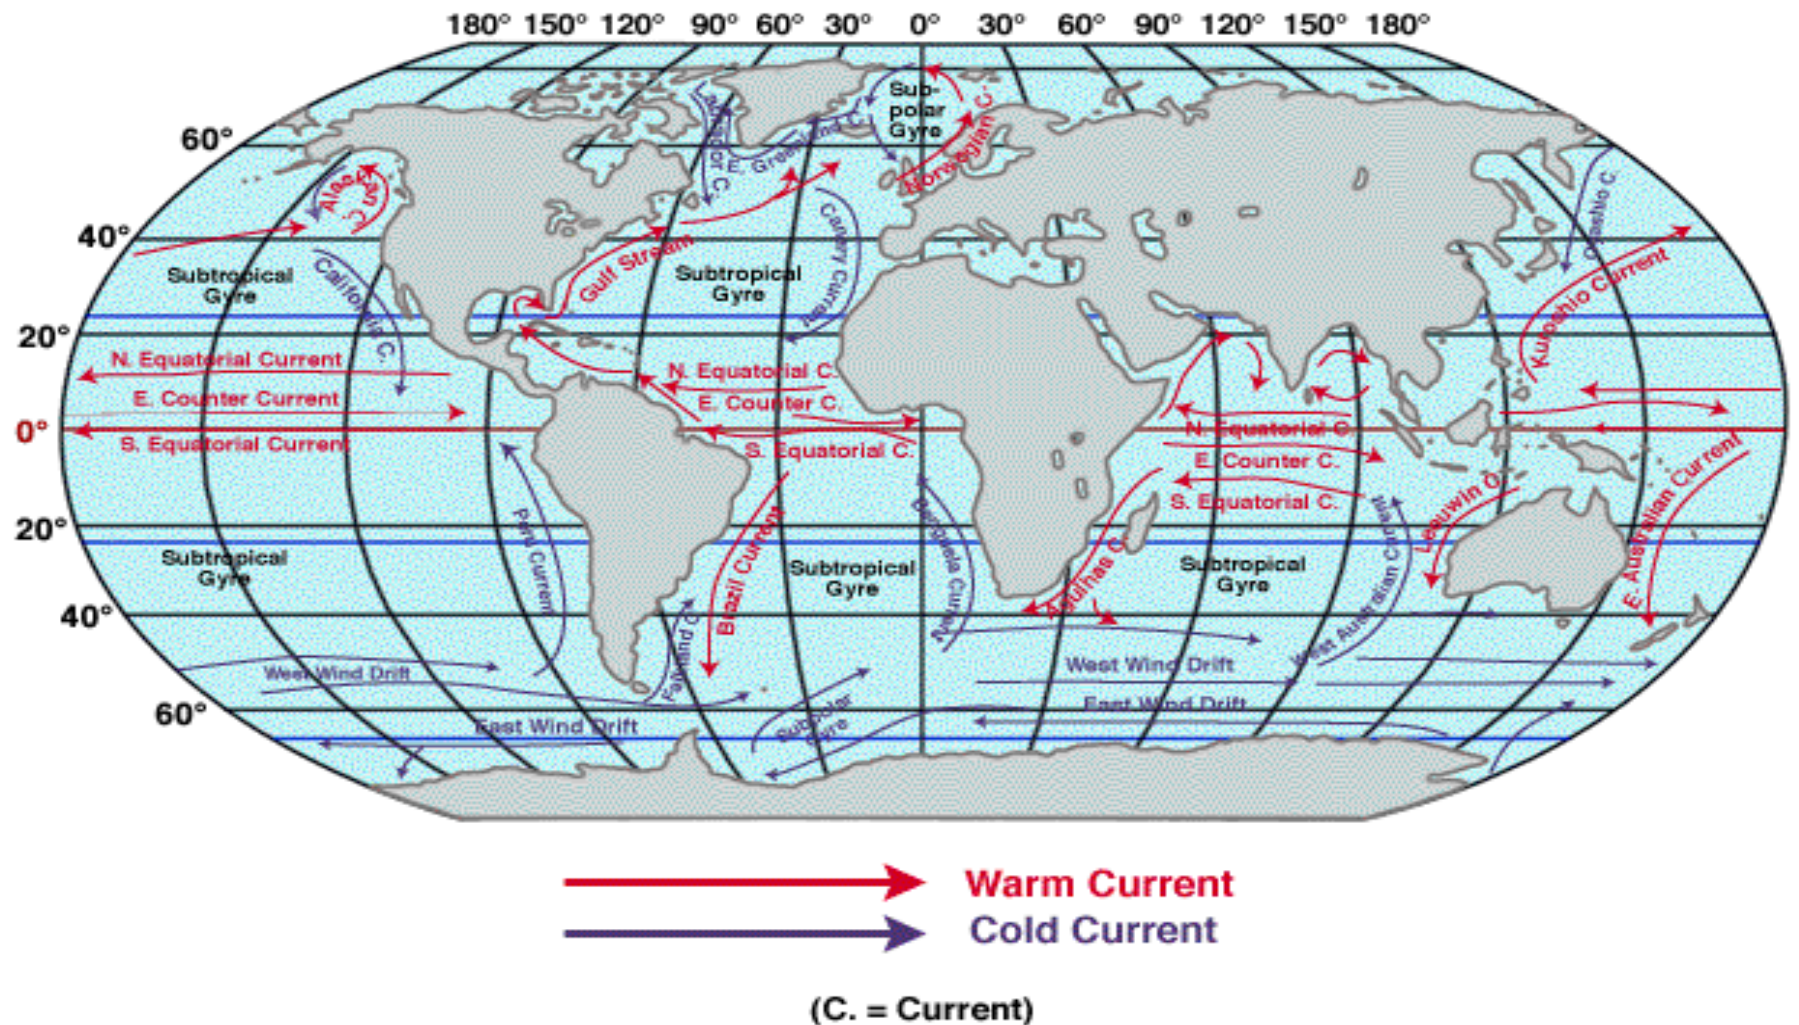 180° 150° 120° 90° 60° 30° 0° 30° 60° 90° 120° 150° 180°
60°
40°
20°
0°
20°
40°
60°
Sub-
polar
Gyre
Labrador C.
E. Greenland C.
Norwegian C.
Alaskan C.
Oyashio C.
Subtropical
Gyre
California C.
Gulf Stream
Subtropical
Gyre
Canary Current
Kuroshio Current
N. Equatorial Current
E. Counter Current
S. Equatorial Current
N. Equatorial C.
E. Counter C.
S. Equatorial C.
N. Equatorial C.
E. Counter C.
S. Equatorial C.
Leeuwin C.
E. Australian Current
Subtropical
Gyre
Peru Current
Brazil Current
Subtropical
Gyre
Benguela Current
Agulhas C.
Subtropical
Gyre
West Australian Current
West Wind Drift
Falkland C.
West Wind Drift
East Wind Drift
Subpolar
Gyre
East Wind Drift
Warm Current
Cold Current
(C. = Current)